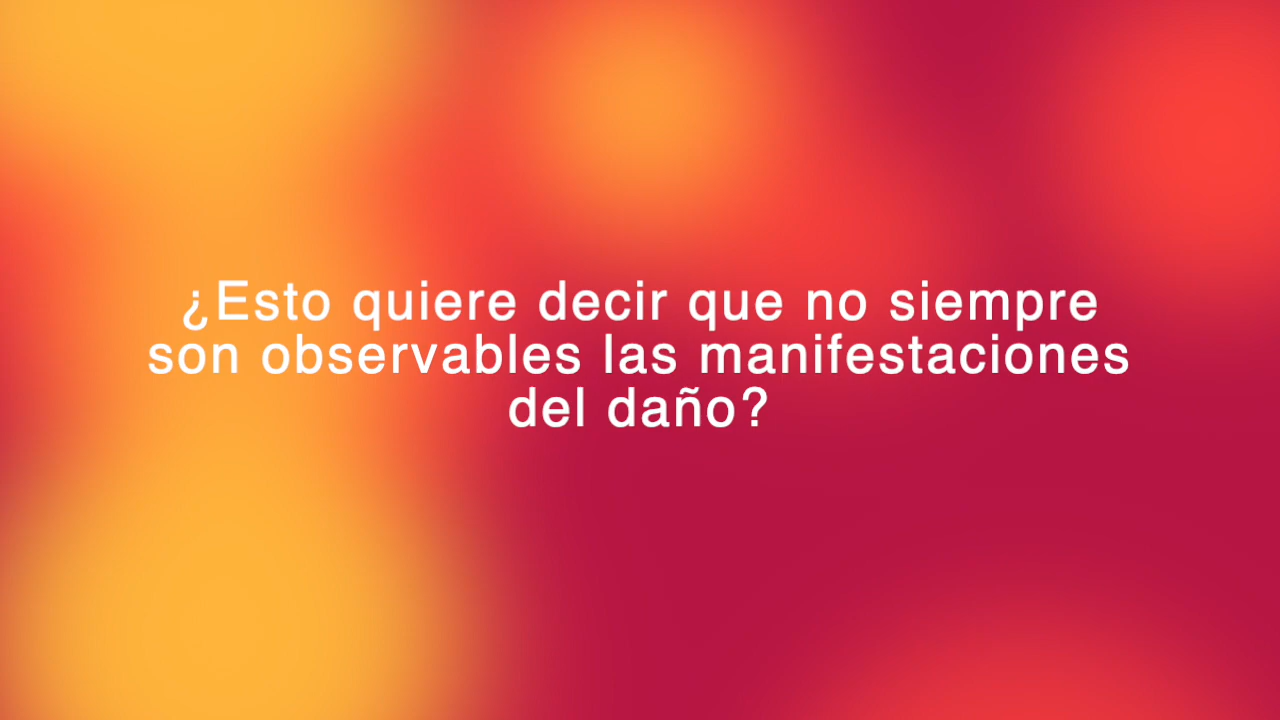 ¿Esto quiere decir que no siempre
son observables las manifestaciones
del daño?